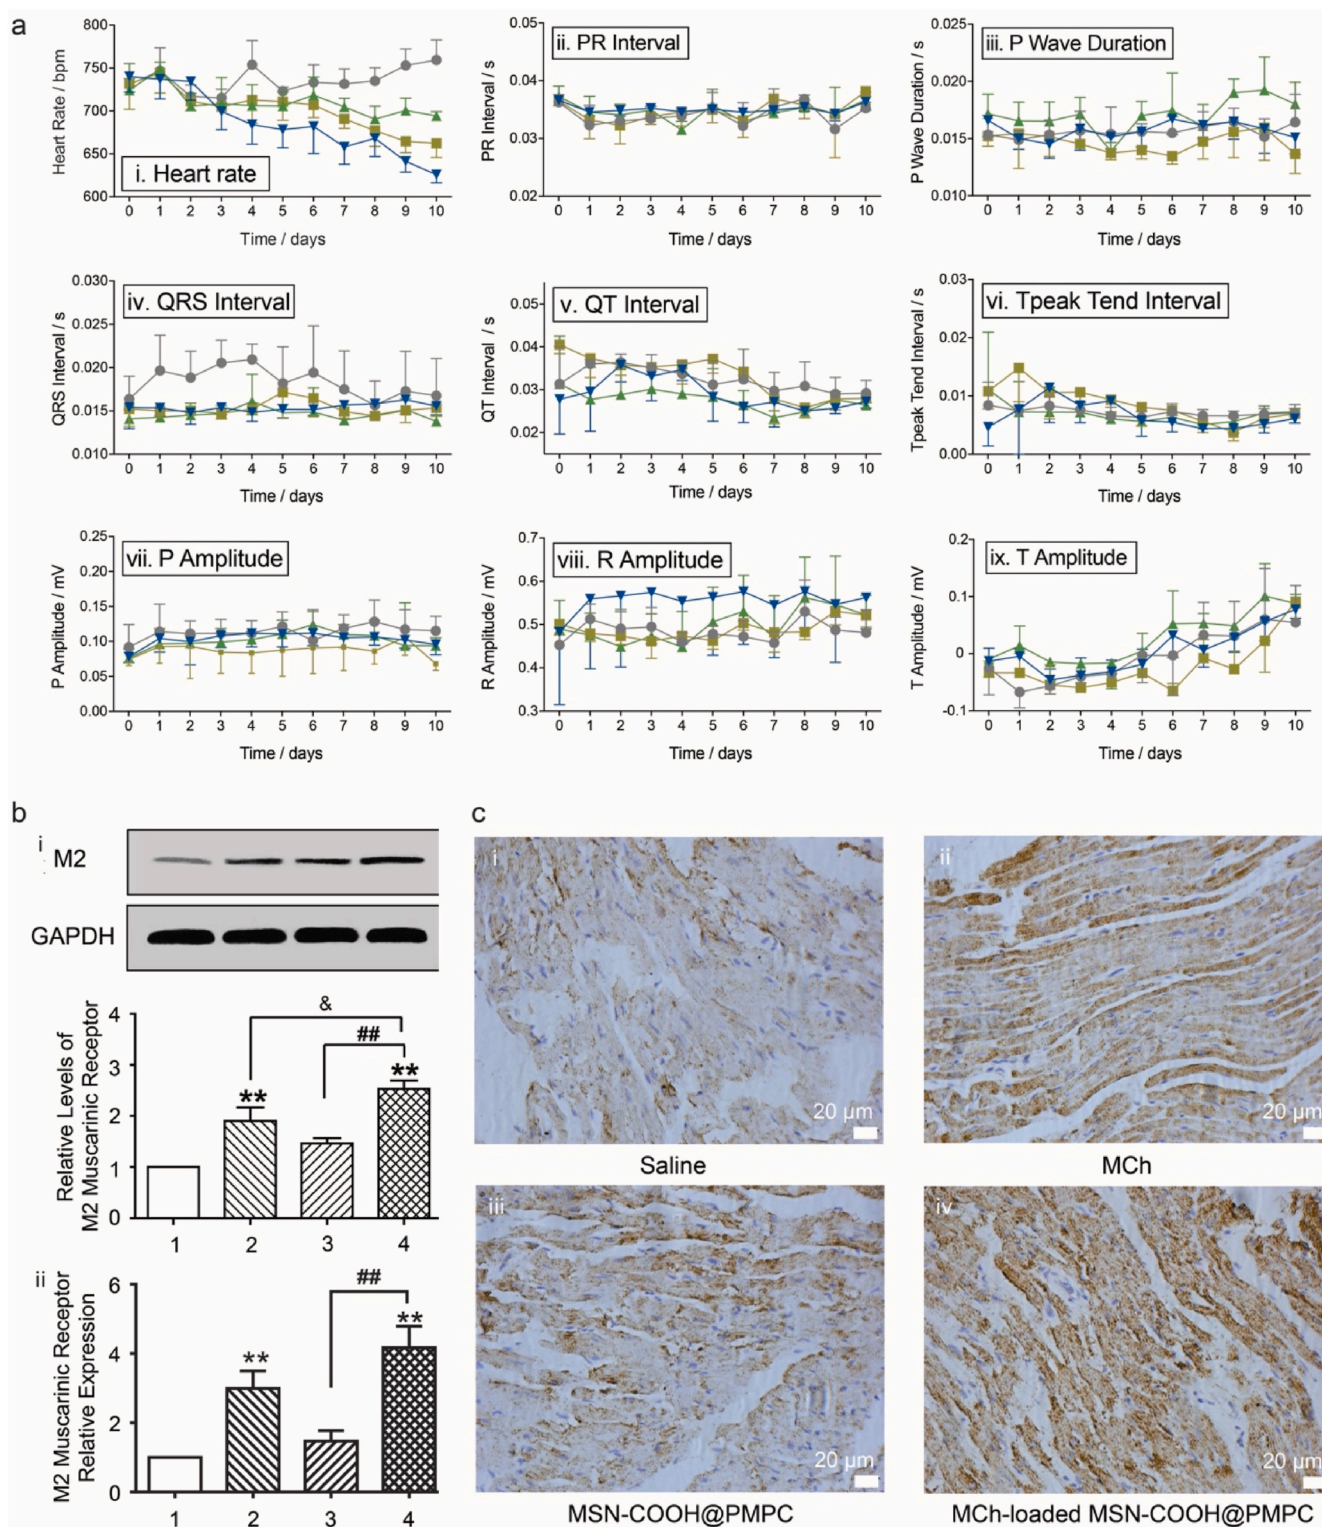 a
800
750
700
650
600
Heart Rate / bpm
i. Heart rate
0 1 2 3 4 5 6 7 8 9 10
Time / days
0.05
0.04
0.03
0.02
PR Interval / s
ii. PR Interval
0 1 2 3 4 5 6 7 8 9 10
Time / days
0.025
0.020
0.015
0.010
P Wave Duration / s
iii. P Wave Duration
0 1 2 3 4 5 6 7 8 9 10
Time / days
0.030
0.025
0.020
0.015
0.010
QRS Interval / s
iv. QRS Interval
0 1 2 3 4 5 6 7 8 9 10
Time / days
0.05
0.04
0.03
0.02
QT Interval / s
v. QT Interval
0 1 2 3 4 5 6 7 8 9 10
Time / days
0.03
0.02
0.01
0.00
Tpeak Tend Interval / s
vi. Tpeak Tend Interval
0 1 2 3 4 5 6 7 8 9 10
Time / days
0.25
0.20
0.15
0.10
0.05
0.00
P Amplitude / mV
vii. P Amplitude
0 1 2 3 4 5 6 7 8 9 10
Time / days
0.7
0.6
0.5
0.4
0.3
R Amplitude / mV
viii. R Amplitude
0 1 2 3 4 5 6 7 8 9 10
Time / days
0.2
0.1
0
-0.1
T Amplitude / mV
ix. T Amplitude
0 1 2 3 4 5 6 7 8 9 10
Time / days
b
i
M2
GAPDH
4
3
2
1
0
Relative Levels of
M2 Muscarinic Receptor
&
##
**
**
1 2 3 4
ii
6
4
2
0
M2 Muscarinic Receptor
Relative Expression
##
**
**
1 2 3 4
c
i
20 μm
Saline
ii
20 μm
MCh
iii
20 μm
MSN-COOH@PMPC
iv
20 μm
MCh-loaded MSN-COOH@PMPC